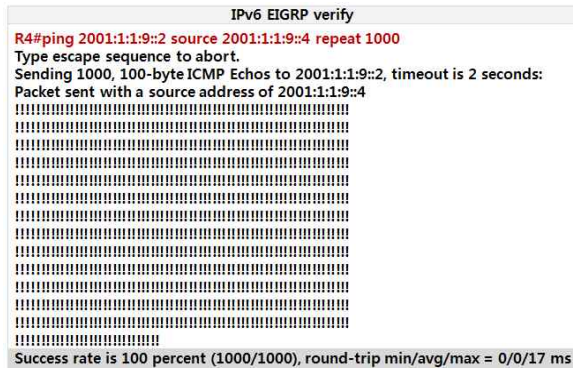 IPv6 EIGRP verify
R4#ping 2001:1:1:9::2 source 2001:1:1:9::4 repeat 1000
Type escape sequence to abort.
Sending 1000, 100-byte ICMP Echos to 2001:1:1:9::2, timeout is 2 seconds:
Packet sent with a source address of 2001:1:1:9::4
!!!!!!!!!!!!!!!!!!!!!!!!!!!!!!!!!!!!!!!!!!!!!!!!!!!!!!!!!!!!!!!!!!!!!!
!!!!!!!!!!!!!!!!!!!!!!!!!!!!!!!!!!!!!!!!!!!!!!!!!!!!!!!!!!!!!!!!!!!!!!
!!!!!!!!!!!!!!!!!!!!!!!!!!!!!!!!!!!!!!!!!!!!!!!!!!!!!!!!!!!!!!!!!!!!!!
!!!!!!!!!!!!!!!!!!!!!!!!!!!!!!!!!!!!!!!!!!!!!!!!!!!!!!!!!!!!!!!!!!!!!!
!!!!!!!!!!!!!!!!!!!!!!!!!!!!!!!!!!!!!!!!!!!!!!!!!!!!!!!!!!!!!!!!!!!!!!
!!!!!!!!!!!!!!!!!!!!!!!!!!!!!!!!!!!!!!!!!!!!!!!!!!!!!!!!!!!!!!!!!!!!!!
!!!!!!!!!!!!!!!!!!!!!!!!!!!!!!!!!!!!!!!!!!!!!!!!!!!!!!!!!!!!!!!!!!!!!!
!!!!!!!!!!!!!!!!!!!!!!!!!!!!!!!!!!!!!!!!!!!!!!!!!!!!!!!!!!!!!!!!!!!!!!
!!!!!!!!!!!!!!!!!!!!!!!!!!!!!!!!!!!!!!!!!!!!!!!!!!!!!!!!!!!!!!!!!!!!!!
!!!!!!!!!!!!!!!!!!!!!!!!!!!!!!!!!!!!!!!!!!!!!!!!!!!!!!!!!!!!!!!!!!!!!!
!!!!!!!!!!!!!!!!!!!!!!!!!!!!!!!!!!!!!!!!!!!!!!!!!!!!!!!!!!!!!!!!!!!!!!
!!!!!!!!!!!!!!!!!!!!!!!!!!!!!!!!!!!!!!!!!!!!!!!!!!!!!!!!!!!!!!!!!!!!!!
!!!!!!!!!!!!!!!!!!!!!!!!!!!!!!!!!!!!!!!!!!!!!!!!!!!!!!!!!!!!!!!!!!!!!!
!!!!!!!!!!!!!!!!!!!!!!!!!!!!!!
Success rate is 100 percent (1000/1000), round-trip min/avg/max = 0/0/17 ms